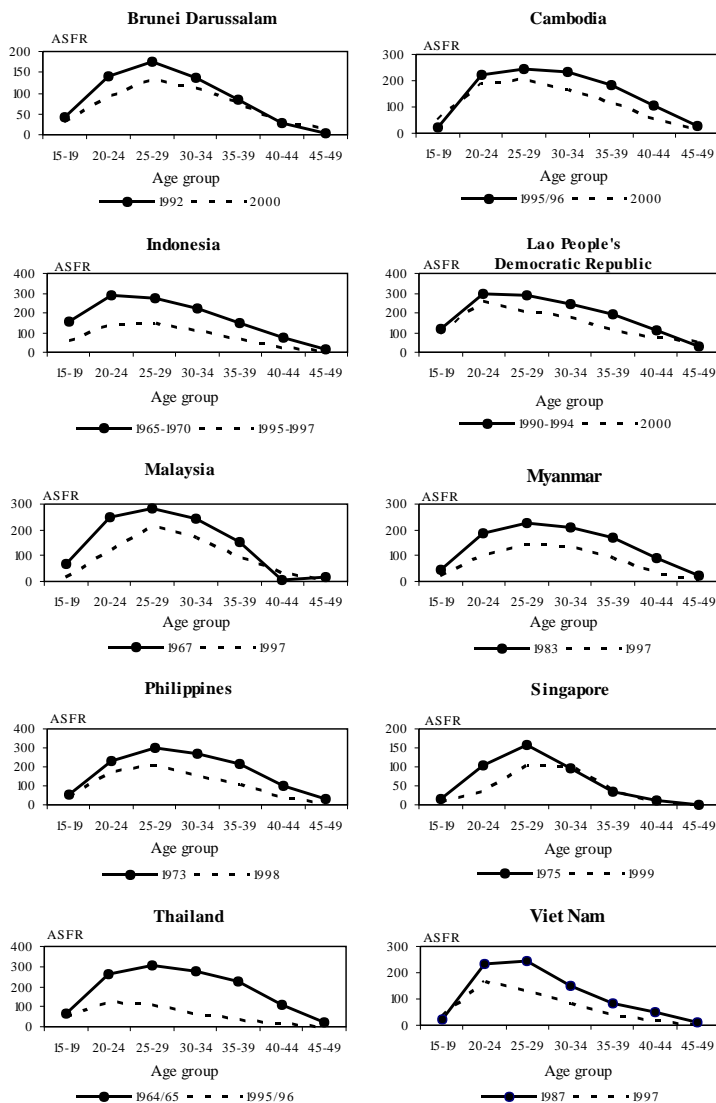 Brunei Darussalam
ASFR
200
150
100
50
0
15-19 20-24 25-29 30-34 35-39 40-44 45-49
Age group
1992 2000
Cambodia
ASFR
300
200
100
0
15-19 20-24 25-29 30-34 35-39 40-44 45-49
Age group
1995/96 2000
Indonesia
ASFR
400
300
200
100
0
15-19 20-24 25-29 30-34 35-39 40-44 45-49
Age group
1965-1970 1995-1997
Lao People's
Democratic Republic
ASFR
400
300
200
100
0
15-19 20-24 25-29 30-34 35-39 40-44 45-49
Age group
1990-1994 2000
Malaysia
ASFR
300
200
100
0
15-19 20-24 25-29 30-34 35-39 40-44 45-49
Age group
1967 1997
Myanmar
ASFR
300
200
100
0
15-19 20-24 25-29 30-34 35-39 40-44 45-49
Age group
1983 1997
Philippines
ASFR
400
300
200
100
0
15-19 20-24 25-29 30-34 35-39 40-44 45-49
Age group
1973 1998
Singapore
ASFR
200
150
100
50
0
15-19 20-24 25-29 30-34 35-39 40-44 45-49
Age group
1975 1999
Thailand
ASFR
400
300
200
100
0
15-19 20-24 25-29 30-34 35-39 40-44 45-49
Age group
1964/65 1995/96
Viet Nam
ASFR
300
200
100
0
15-19 20-24 25-29 30-34 35-39 40-44 45-49
Age group
1987 1997